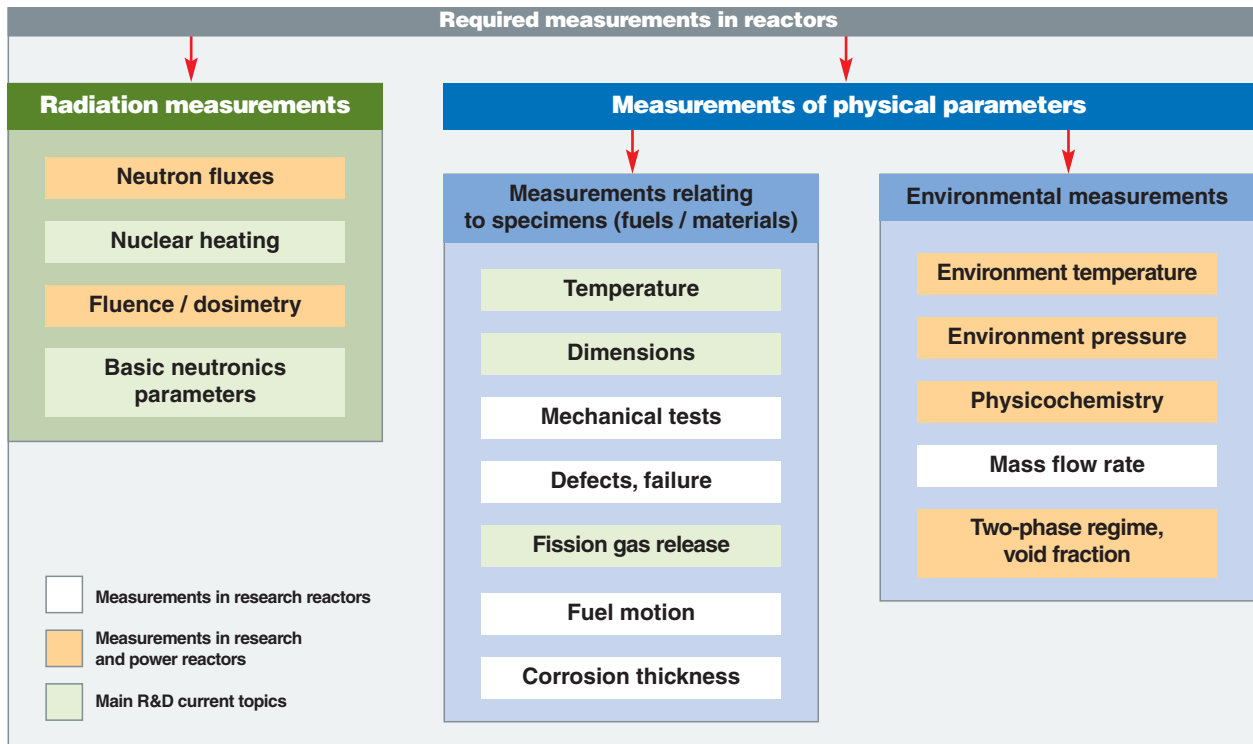 Required measurements in reactors
Radiation measurements
Neutron fluxes
Nuclear heating
Fluence / dosimetry
Basic neutronics
parameters
Measurements of physical parameters
Measurements relating
to specimens (fuels / materials)
Temperature
Dimensions
Mechanical tests
Defects, failure
Fission gas release
Fuel motion
Corrosion thickness
Environmental measurements
Environment temperature
Environment pressure
Physicochemistry
Mass flow rate
Two-phase regime,
void fraction
Measurements in research reactors
Measurements in research
and power reactors
Main R&D current topics